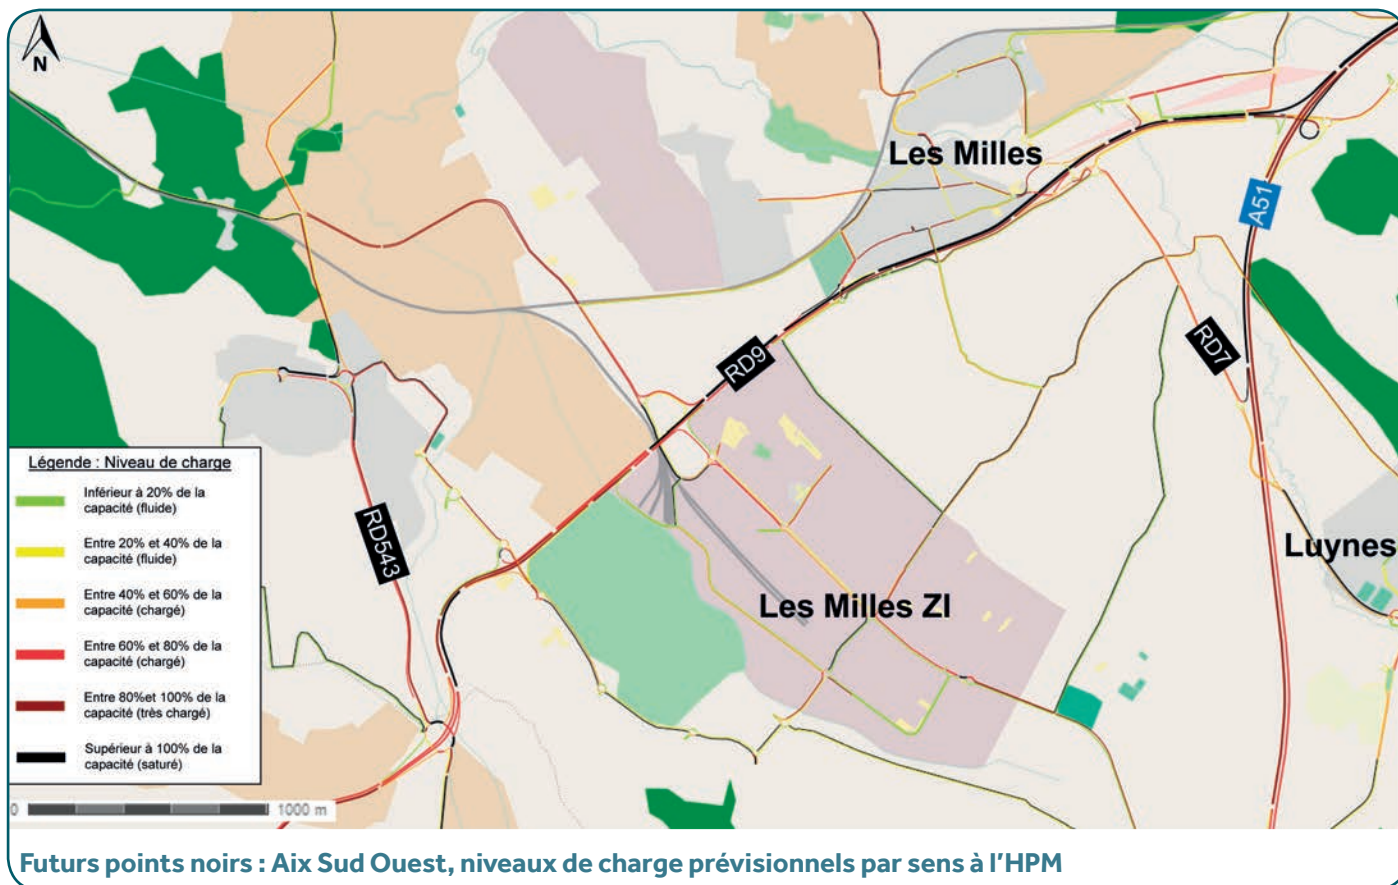 N
Les Milles
A51
RD9
RD7
Légende : Niveau de charge
Inférieur à 20% de la
capacité (fluide)
Entre 20% et 40% de la
capacité (fluide)
Entre 40% et 60% de la
capacité (chargé)
Entre 60% et 80% de la
capacité (chargé)
Entre 80%et 100% de la
capacité (très chargé)
Supérieur à 100% de la
capacité (saturé)
RD543
Luynes
Les Milles ZI
0 1000 m
Futurs points noirs : Aix Sud Ouest, niveaux de charge prévisionnels par sens à l'HPM